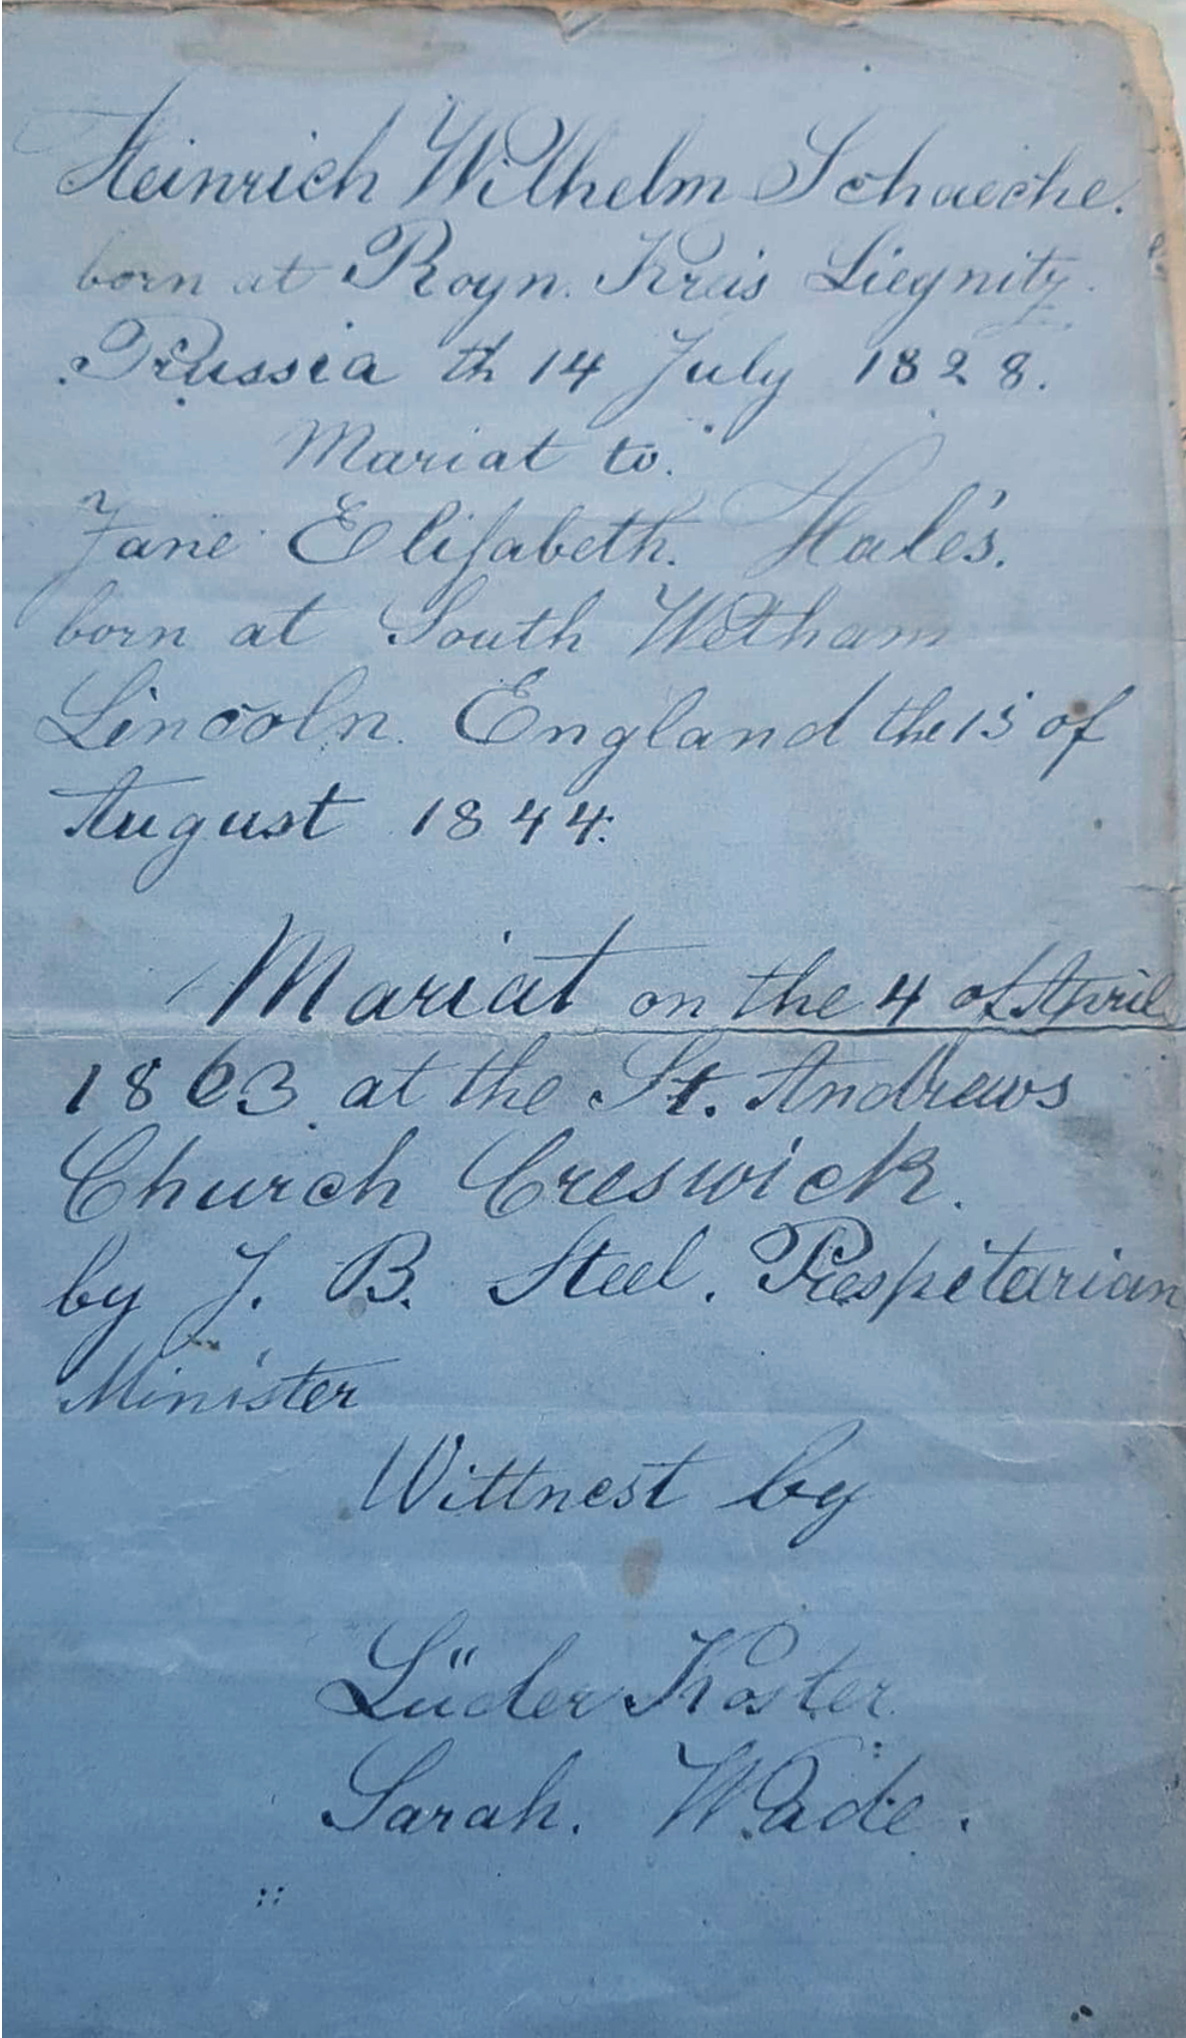 Heinrich Wilhelm Schaeche.
born at Royn. Kreis Liegnitz.
Prussia th 14 July 1828.
Mariat to.
Jane Elisabeth. Hales.
born at South Wetham
Lincoln. England the 15 of
August 1844.
Mariat on the 4 of April
1863 at the St. Andrews
Church Creswick.
by J. B. Steel. Prespitarian
Minister
Wittnest by
Lüder Koster
Sarah. Wade.